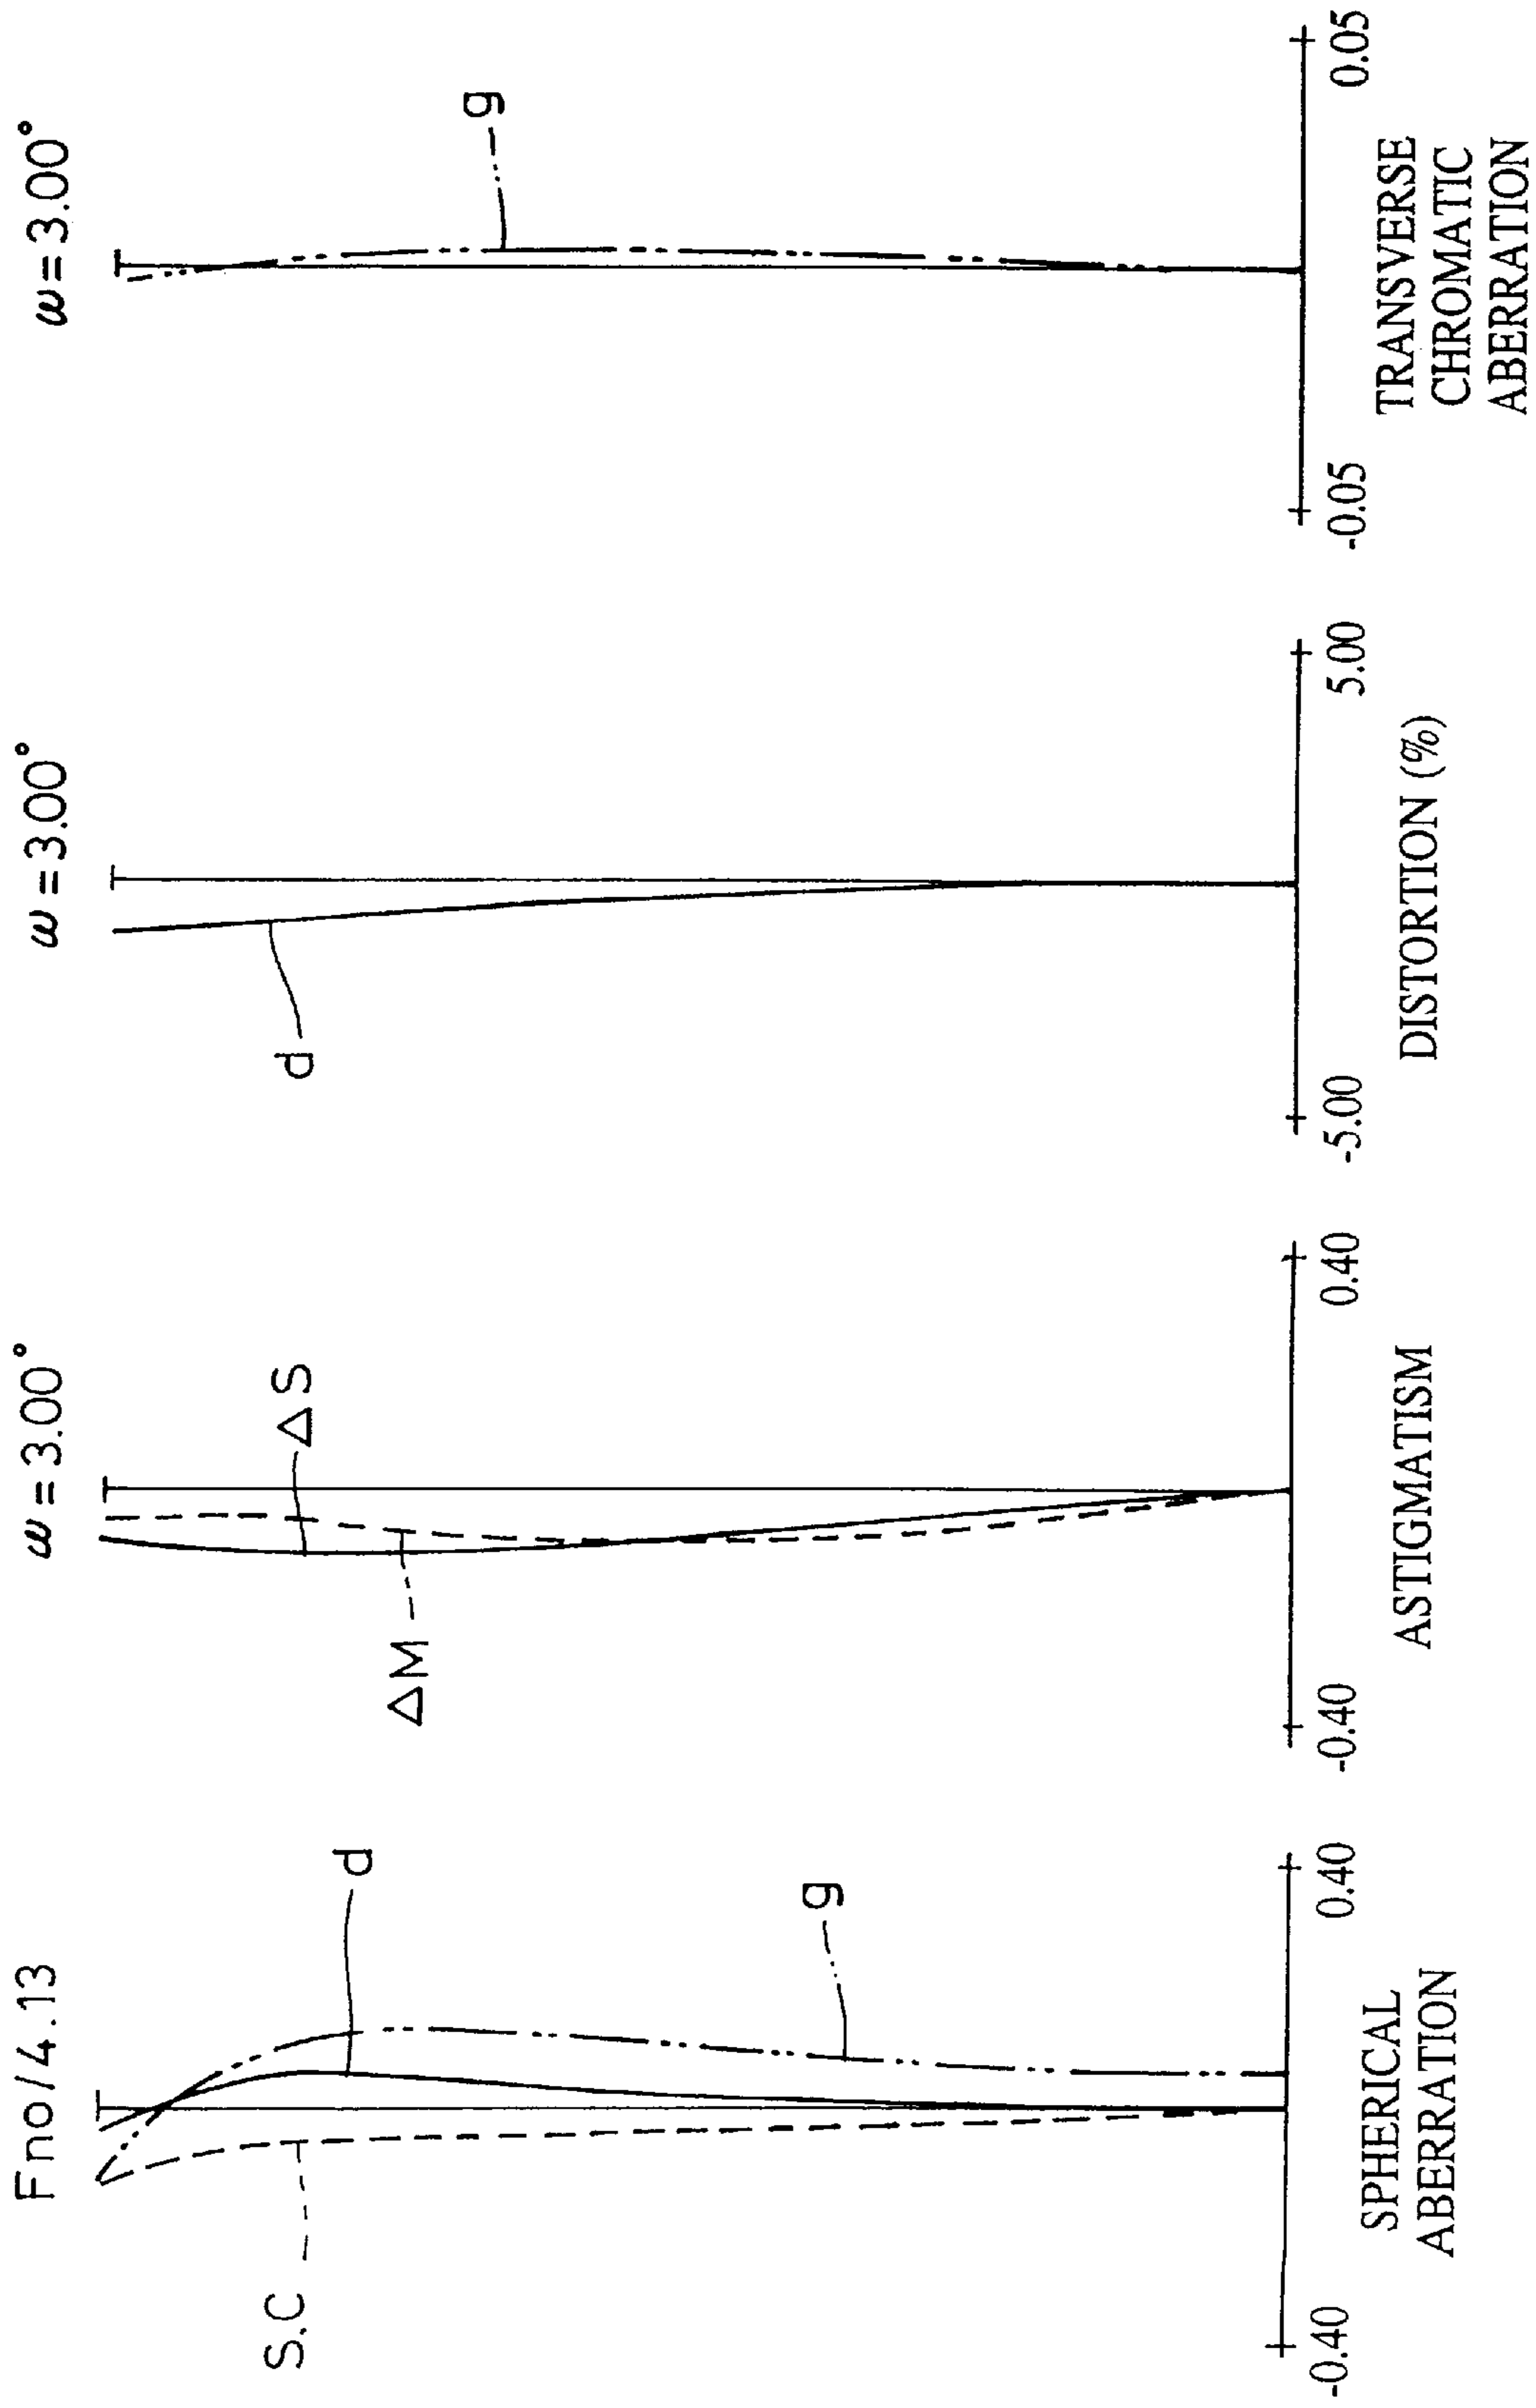 Fno/4.13
S.C
d
g
-0.40
0.40
SPHERICAL
ABERRATION
ω=3.00°
ΔS
ΔM
-0.40
0.40
ASTIGMATISM
ω=3.00°
d
-5.00
5.00
DISTORTION (%)
ω=3.00°
g
-0.05
0.05
TRANSVERSE
CHROMATIC
ABERRATION